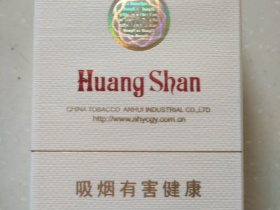 Huang Shan
CHINA TOBACCO ANHUI INDUSTRIAL CO.,LTD.
http://www.ahycgy.com.cn
吸烟有害健康